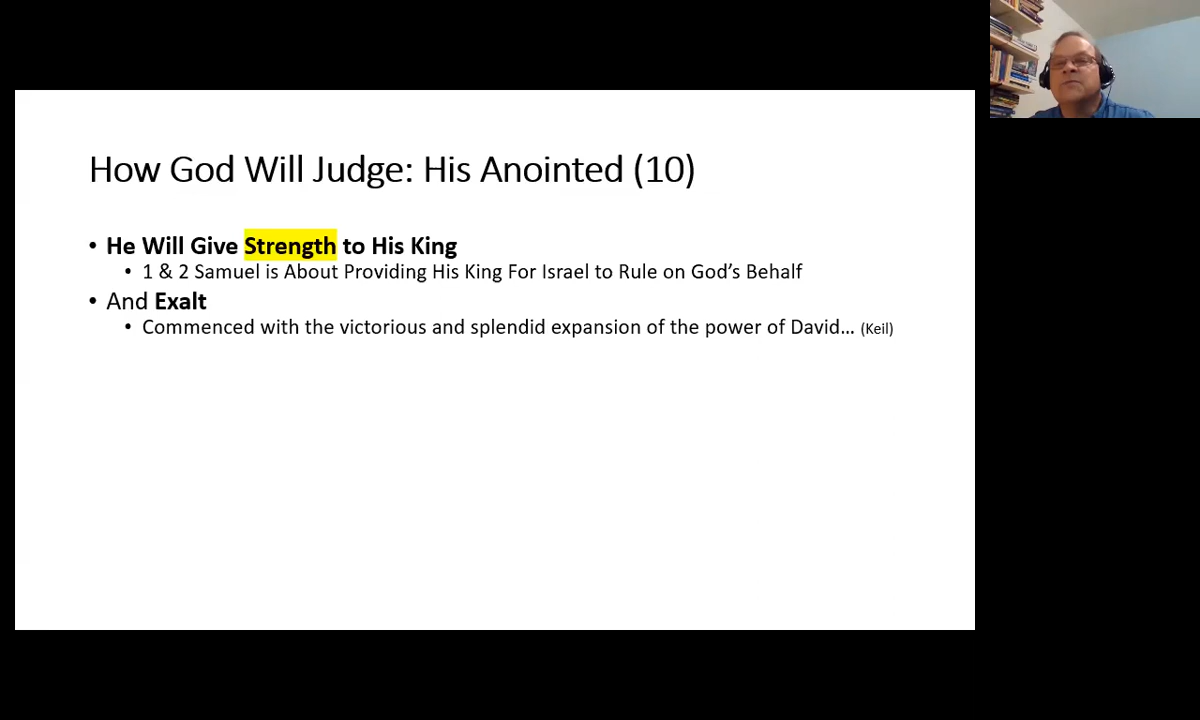 How God Will Judge: His Anointed (10)
• He Will Give Strength to His King
• 1 & 2 Samuel is About Providing His King For Israel to Rule on God’s Behalf
• And Exalt
• Commenced with the victorious and splendid expansion of the power of David… (Keil)